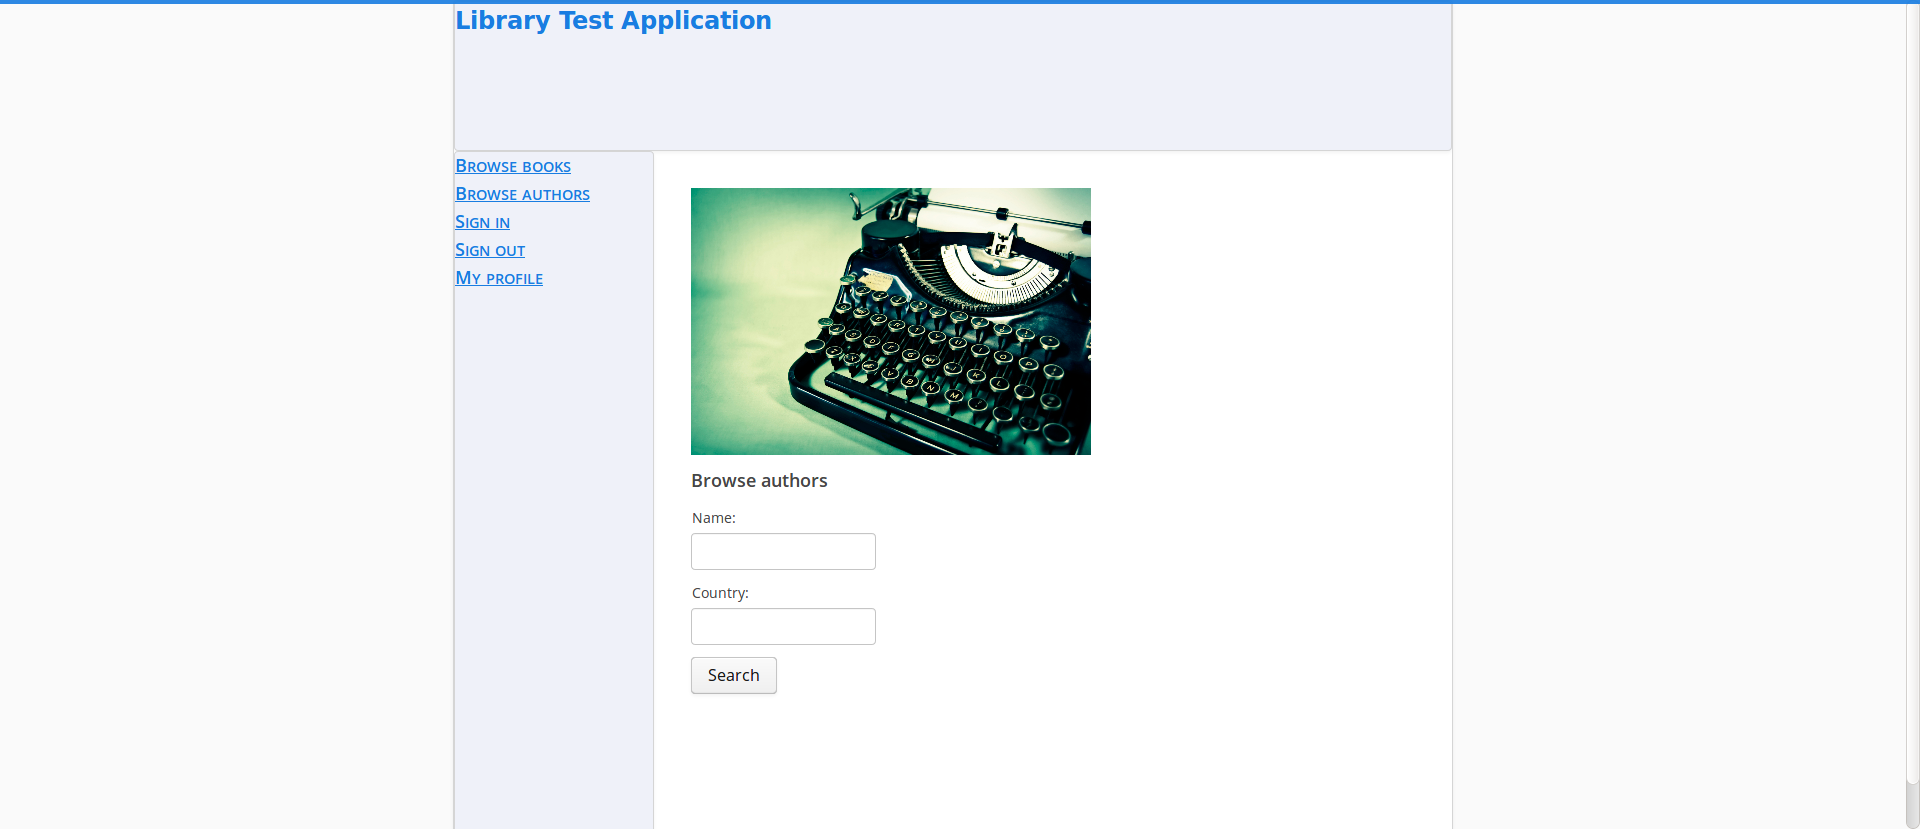 Library Test Application
Browse books
Browse authors
Sign in
Sign out
My profile
Browse authors
Name:
Country:
Search